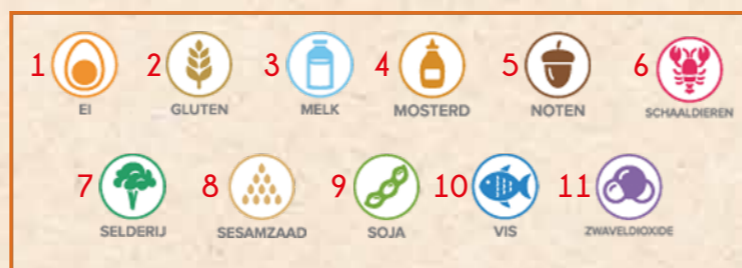 1 2 3 4 5 6
EI GLUTEN MELK MOSTERD NOTEN SCHAALDIEREN
7 8 9 10 11
SELDERIJ SESAMZAAD SOJA VIS ZWAVELDIOXIDE